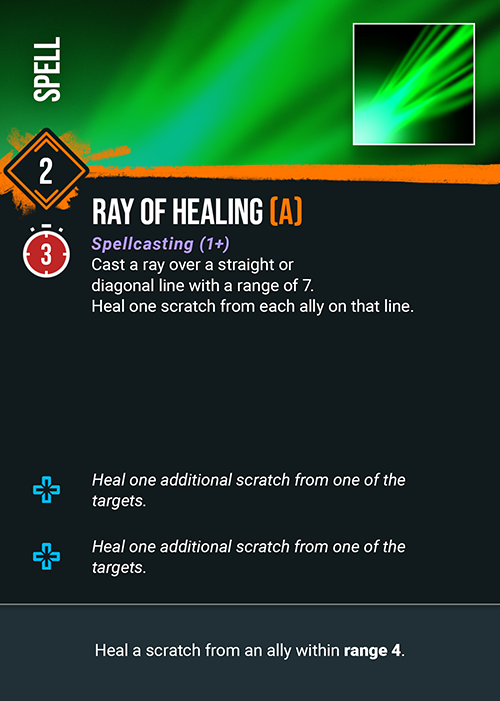 SPELL
2
RAY OF HEALING (A)
3
Spellcasting (1+)
Cast a ray over a straight or
diagonal line with a range of 7.
Heal one scratch from each ally on that line.
Heal one additional scratch from one of the
targets.
Heal one additional scratch from one of the
targets.
Heal a scratch from an ally within range 4.